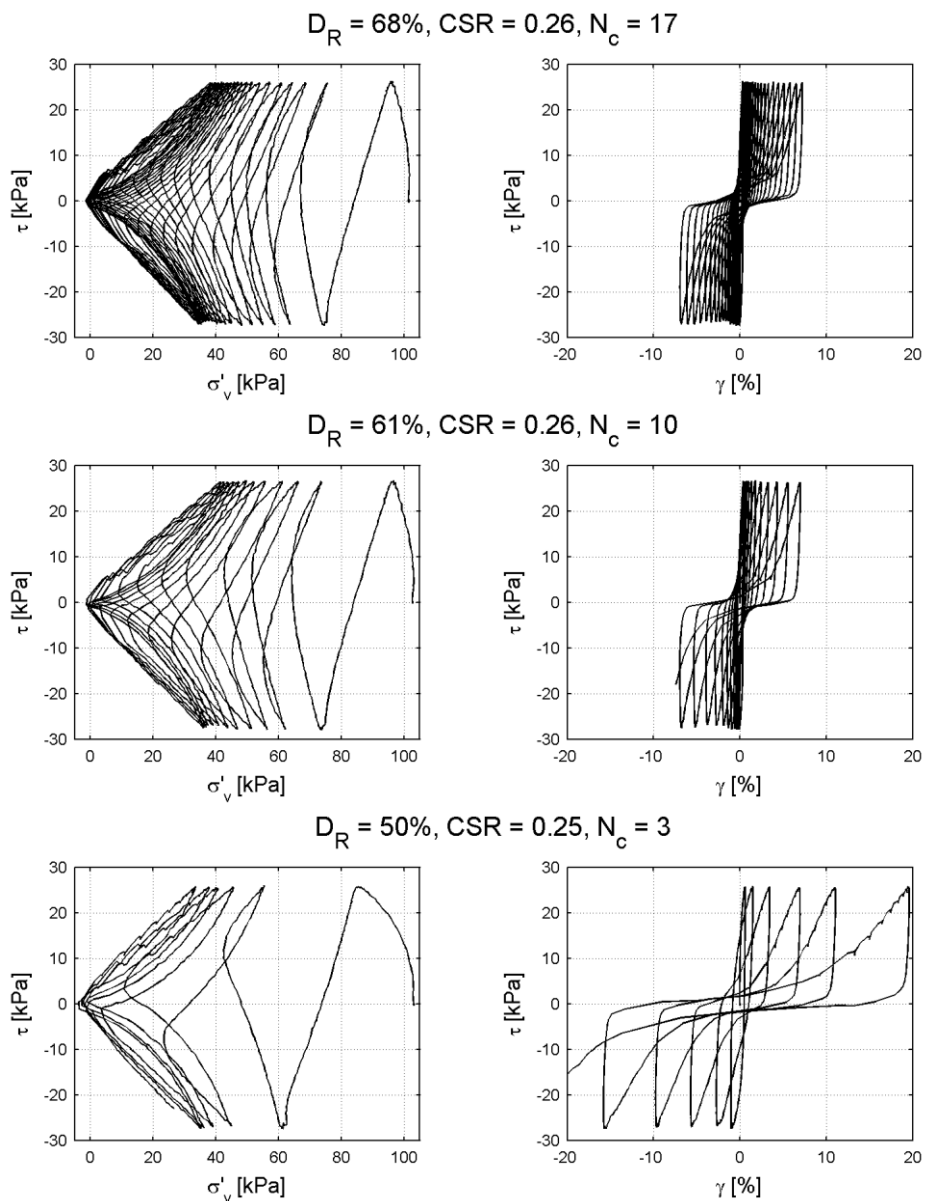 D_R = 68%, CSR = 0.26, N_c = 17
30
20
10
0
-10
-20
-30
τ [kPa]
0 20 40 60 80 100
σ'_v [kPa]
30
20
10
0
-10
-20
-30
τ [kPa]
-20 -10 0 10 20
γ [%]
D_R = 61%, CSR = 0.26, N_c = 10
30
20
10
0
-10
-20
-30
τ [kPa]
0 20 40 60 80 100
σ'_v [kPa]
30
20
10
0
-10
-20
-30
τ [kPa]
-20 -10 0 10 20
γ [%]
D_R = 50%, CSR = 0.25, N_c = 3
30
20
10
0
-10
-20
-30
τ [kPa]
0 20 40 60 80 100
σ'_v [kPa]
30
20
10
0
-10
-20
-30
τ [kPa]
-20 -10 0 10 20
γ [%]